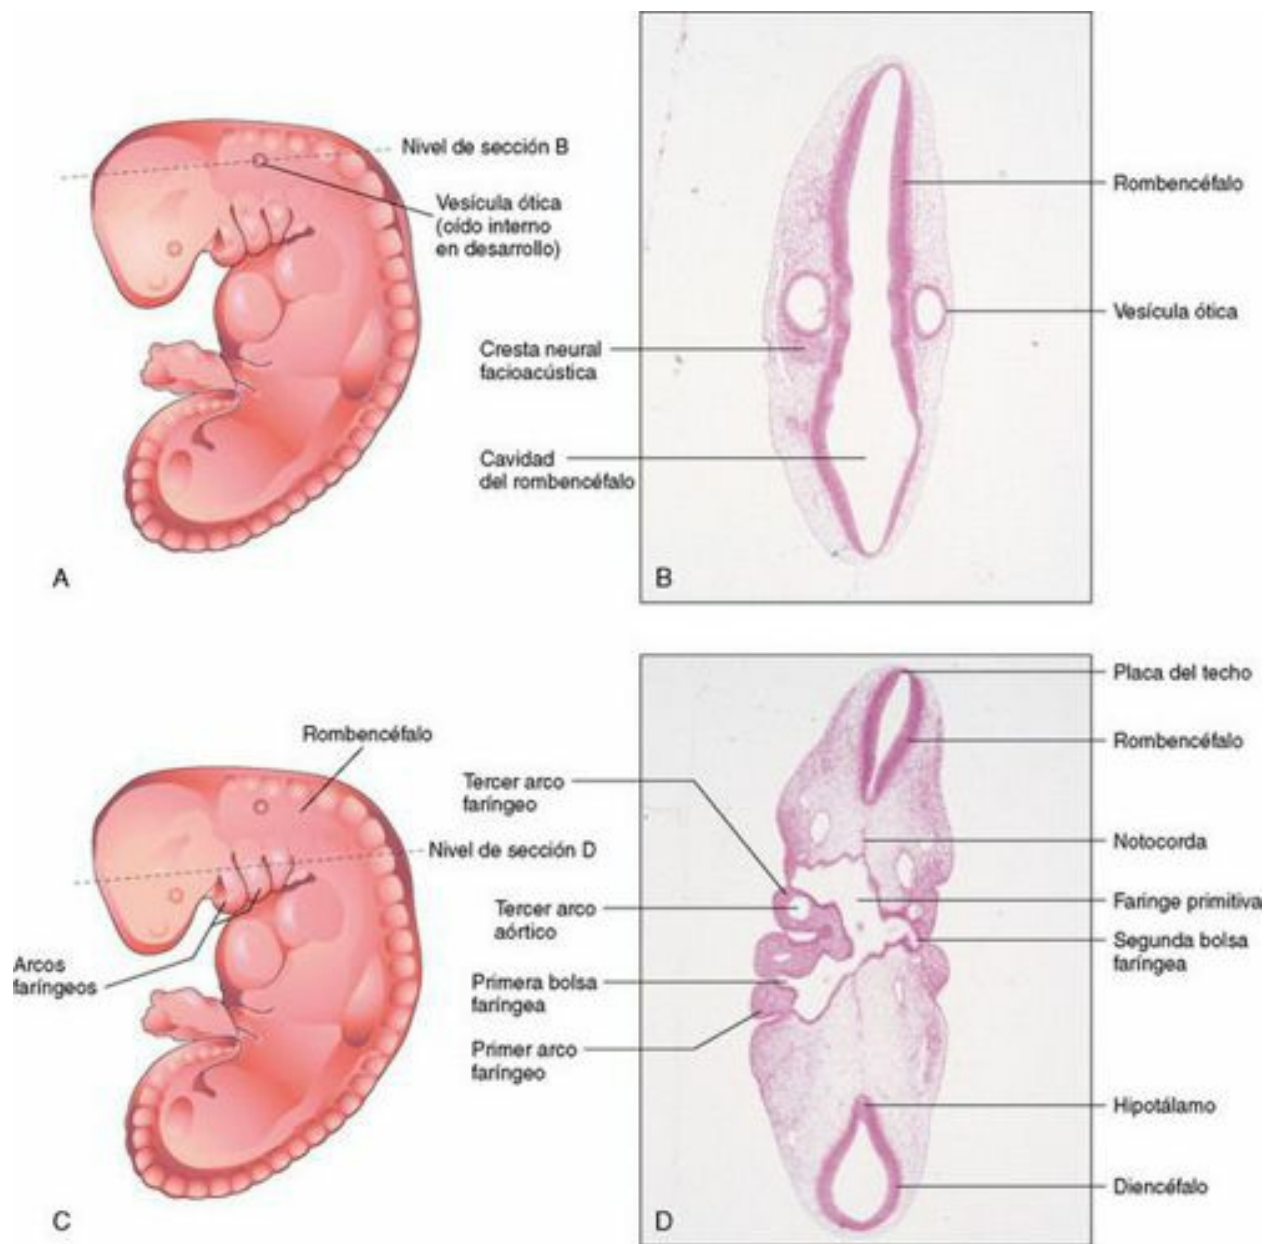 Nivel de sección B
Vesícula ótica
(oído interno
en desarrollo)
A
Rombencéfalo
Vesícula ótica
Cresta neural
facioacústica
Cavidad
del rombencéfalo
B
Rombencéfalo
Nivel de sección D
Arcos
faríngeos
C
Placa del techo
Rombencéfalo
Tercer arco
faríngeo
Notocorda
Tercer arco
aórtico
Faringe primitiva
Segunda bolsa
faríngea
Primera bolsa
faríngea
Primer arco
faríngeo
Hipotálamo
Diencéfalo
D